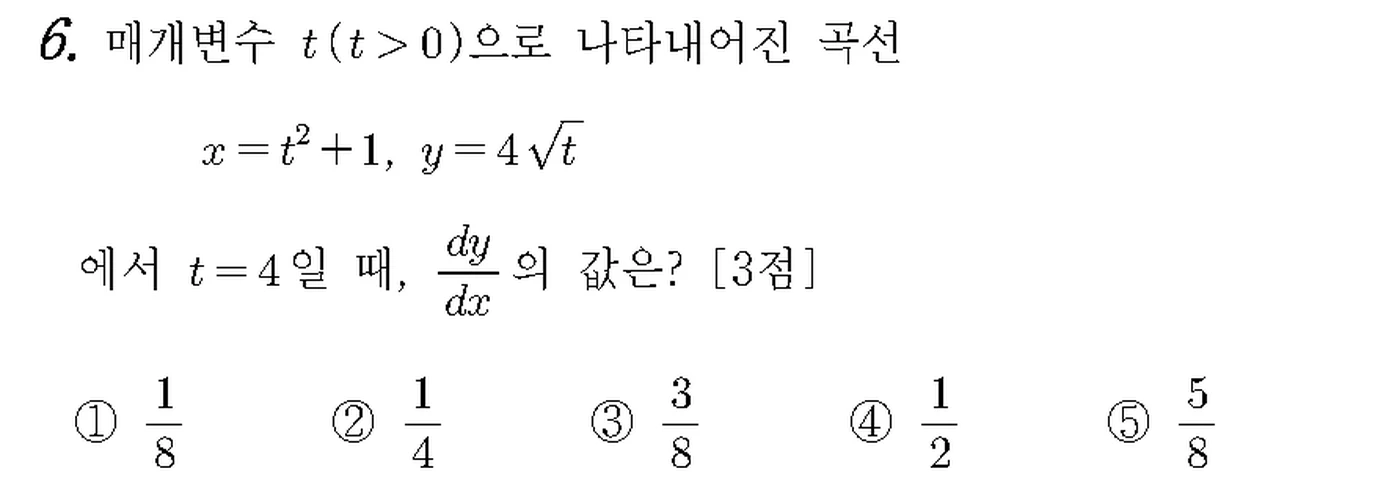 6. 매개변수 t(t>0)으로 나타내어진 곡선
x=t²+1, y=4√t
에서 t=4일 때, dy/dx의 값은? [3점]
① 1/8 ② 1/4 ③ 3/8 ④ 1/2 ⑤ 5/8